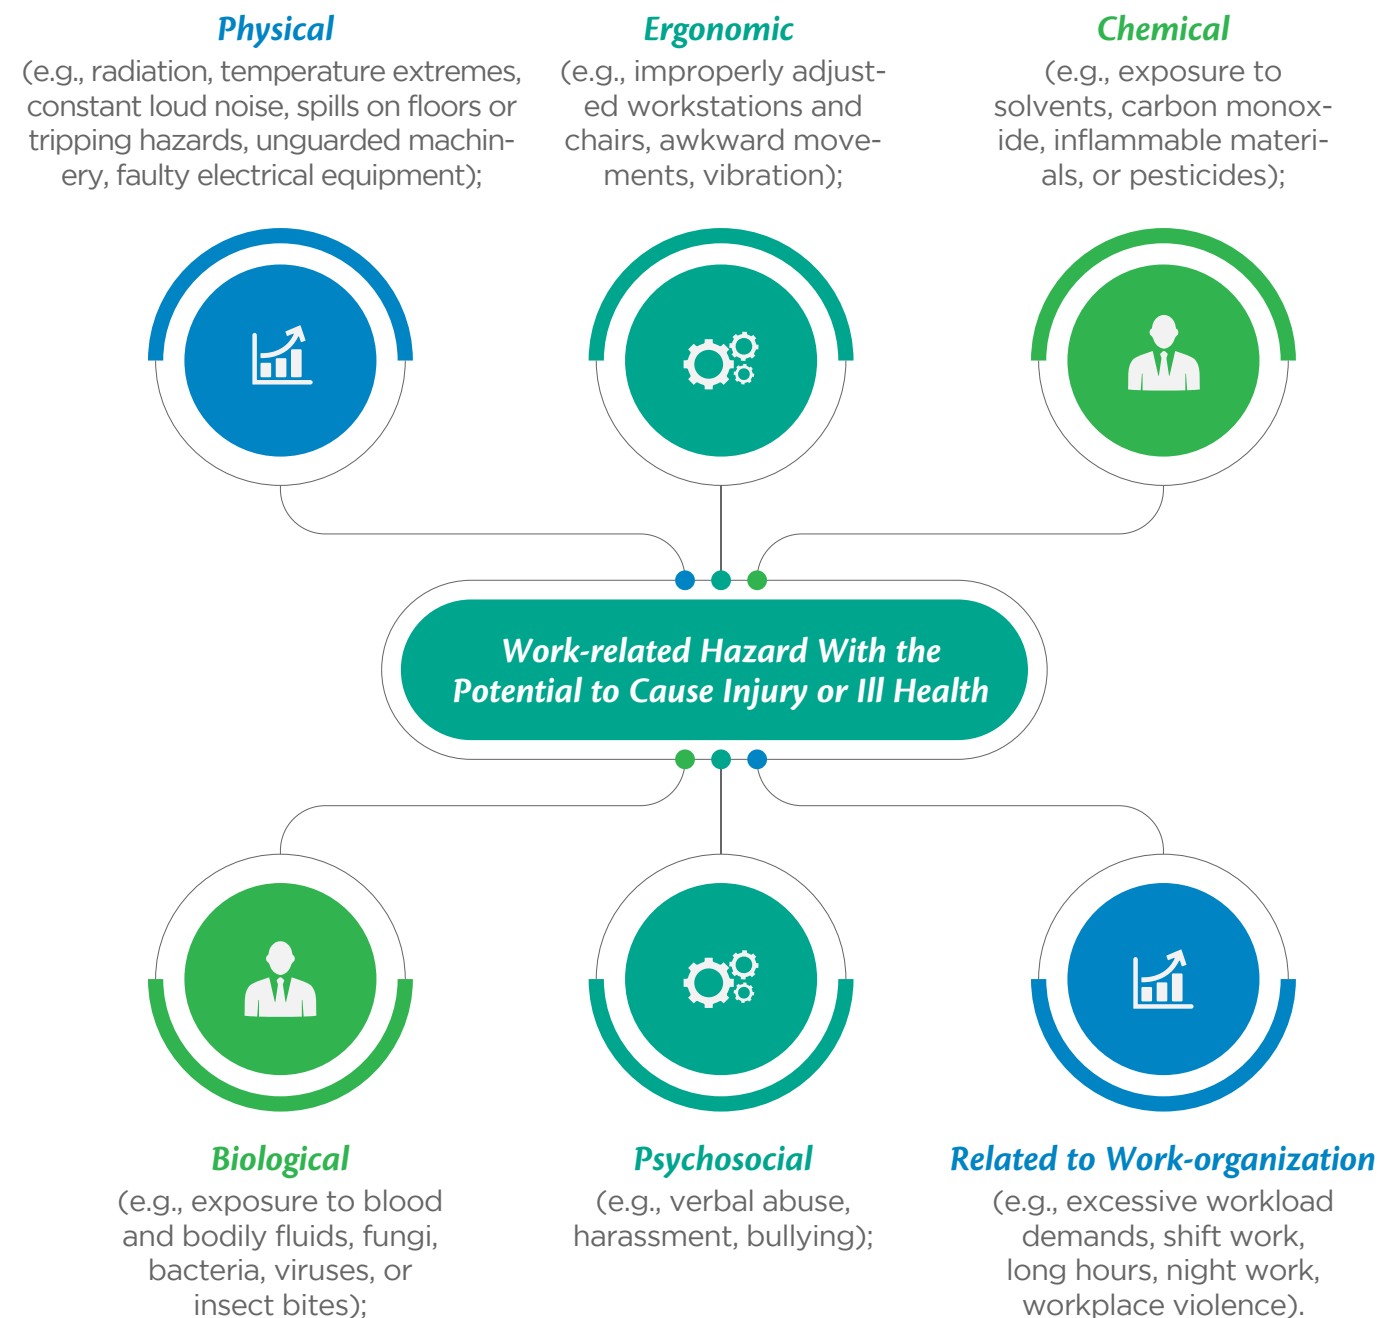 Physical
(e.g., radiation, temperature extremes,
constant loud noise, spills on floors or
tripping hazards, unguarded machin-
ery, faulty electrical equipment);
Ergonomic
(e.g., improperly adjust-
ed workstations and
chairs, awkward move-
ments, vibration);
Chemical
(e.g., exposure to
solvents, carbon monox-
ide, inflammable materi-
als, or pesticides);
Work-related Hazard With the
Potential to Cause Injury or Ill Health
Biological
(e.g., exposure to blood
and bodily fluids, fungi,
bacteria, viruses, or
insect bites);
Psychosocial
(e.g., verbal abuse,
harassment, bullying);
Related to Work-organization
(e.g., excessive workload
demands, shift work,
long hours, night work,
workplace violence).